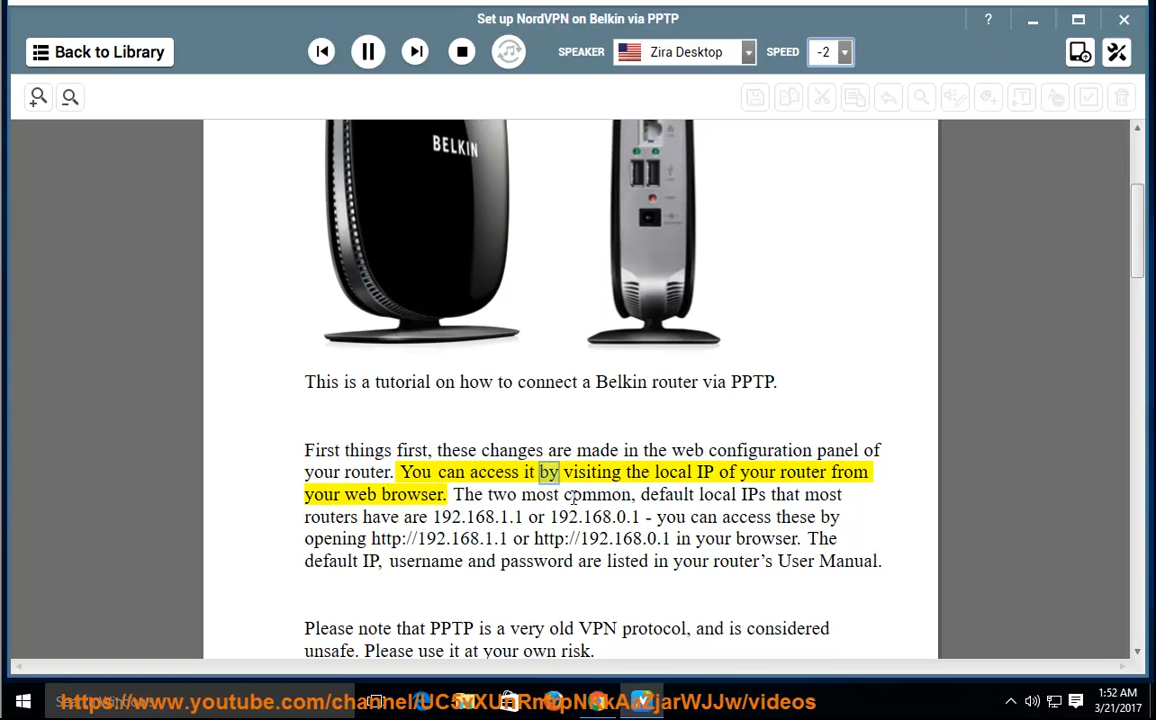 Set up NordVPN on Belkin via PPTP
?
Back to Library
SPEAKER
Zira Desktop
SPEED
-2
BELKIN
This is a tutorial on how to connect a Belkin router via PPTP.
First things first, these changes are made in the web configuration panel of
your router. You can access it by visiting the local IP of your router from
your web browser. The two most common, default local IPs that most
routers have are 192.168.1.1 or 192.168.0.1 - you can access these by
opening http://192.168.1.1 or http://192.168.0.1 in your browser. The
default IP, username and password are listed in your router’s User Manual.
Please note that PPTP is a very old VPN protocol, and is considered
unsafe. Please use it at your own risk.
1:52 AM
3/21/2017